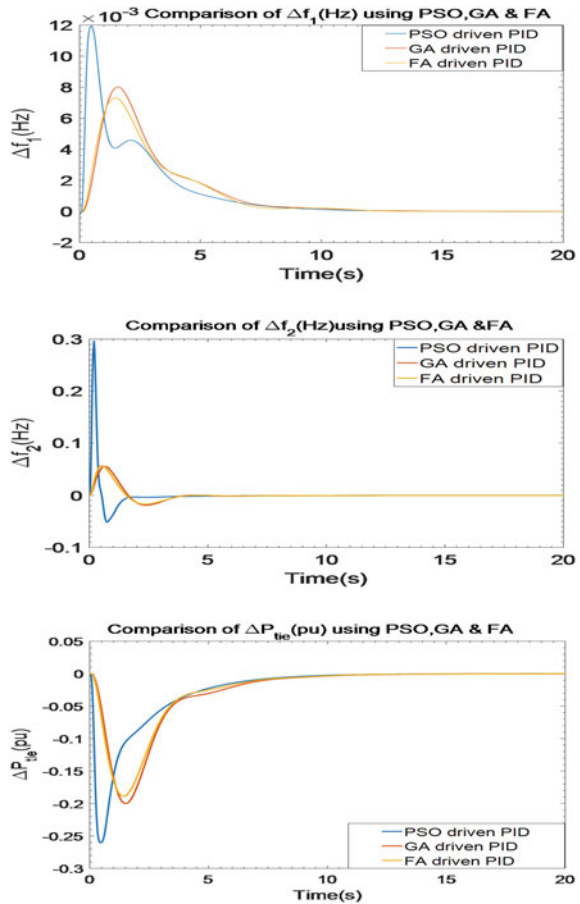 × 10⁻³ Comparison of Δf₁(Hz) using PSO,GA & FA
12
PSO driven PID
10
GA driven PID
8
FA driven PID
6
4
2
0
-2
Δf₁(Hz)
0 5 10 15 20
Time(s)
Comparison of Δf₂(Hz)using PSO,GA &FA
0.3
PSO driven PID
GA driven PID
FA driven PID
0.2
0.1
0
-0.1
Δf₂(Hz)
0 5 10 15 20
Time(s)
Comparison of ΔP_tie(pu) using PSO,GA & FA
0.05
0
-0.05
-0.1
-0.15
-0.2
-0.25
-0.3
ΔP_tie(pu)
PSO driven PID
GA driven PID
FA driven PID
0 5 10 15 20
Time(s)